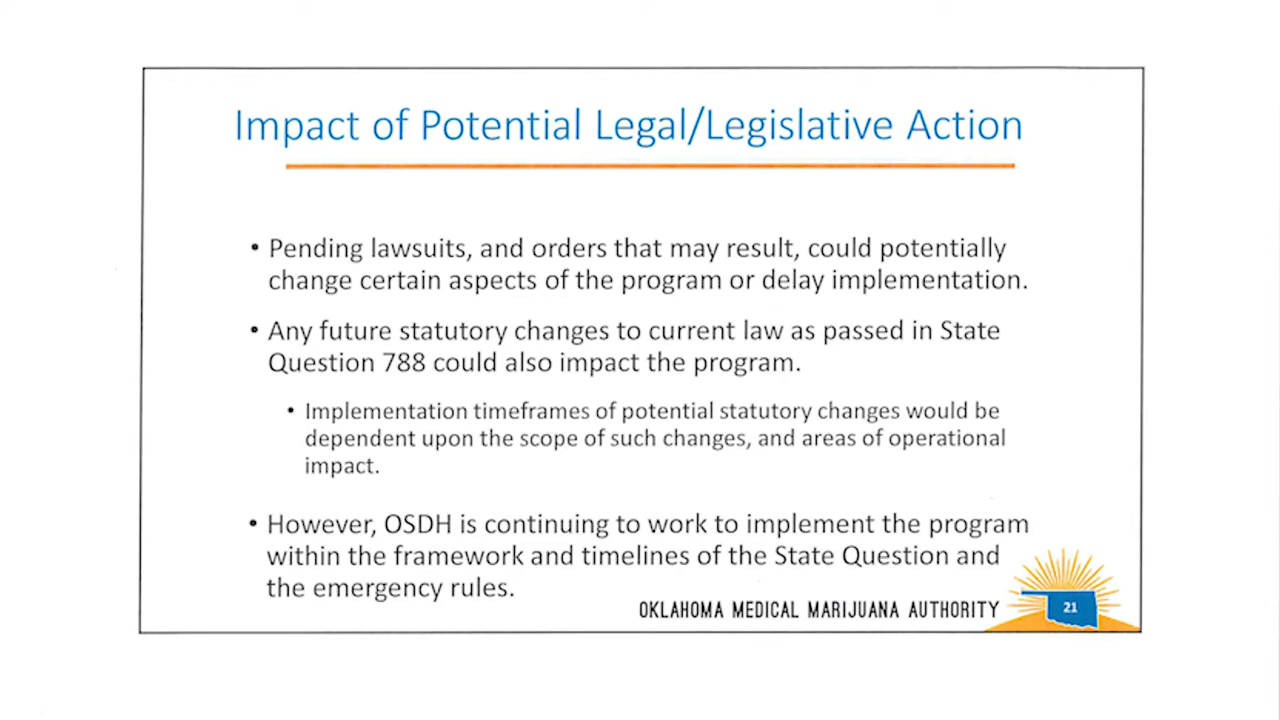 Impact of Potential Legal/Legislative Action
• Pending lawsuits, and orders that may result, could potentially
change certain aspects of the program or delay implementation.
• Any future statutory changes to current law as passed in State
Question 788 could also impact the program.
• Implementation timeframes of potential statutory changes would be
dependent upon the scope of such changes, and areas of operational
impact.
• However, OSDH is continuing to work to implement the program
within the framework and timelines of the State Question and
the emergency rules.
OKLAHOMA MEDICAL MARIJUANA AUTHORITY
21